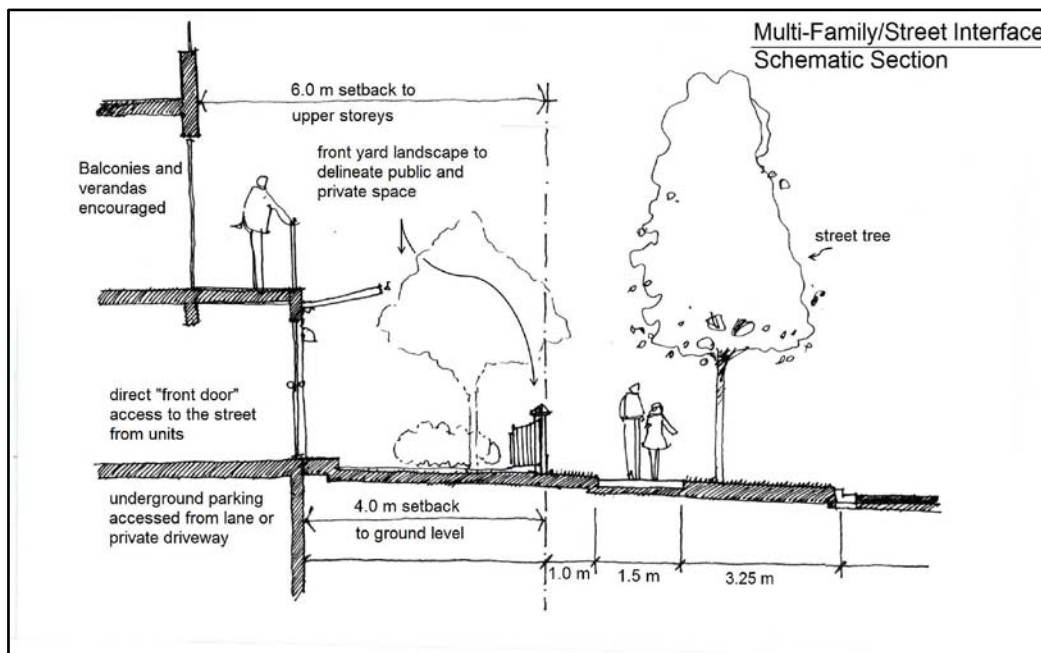 Multi-Family/Street Interface
Schematic Section
6.0 m setback to
upper storeys
front yard landscape to
delineate public and
private space
Balconies and
verandas
encouraged
street tree
direct "front door"
access to the street
from units
underground parking
accessed from lane or
private driveway
4.0 m setback
to ground level
1.0 m
1.5 m
3.25 m